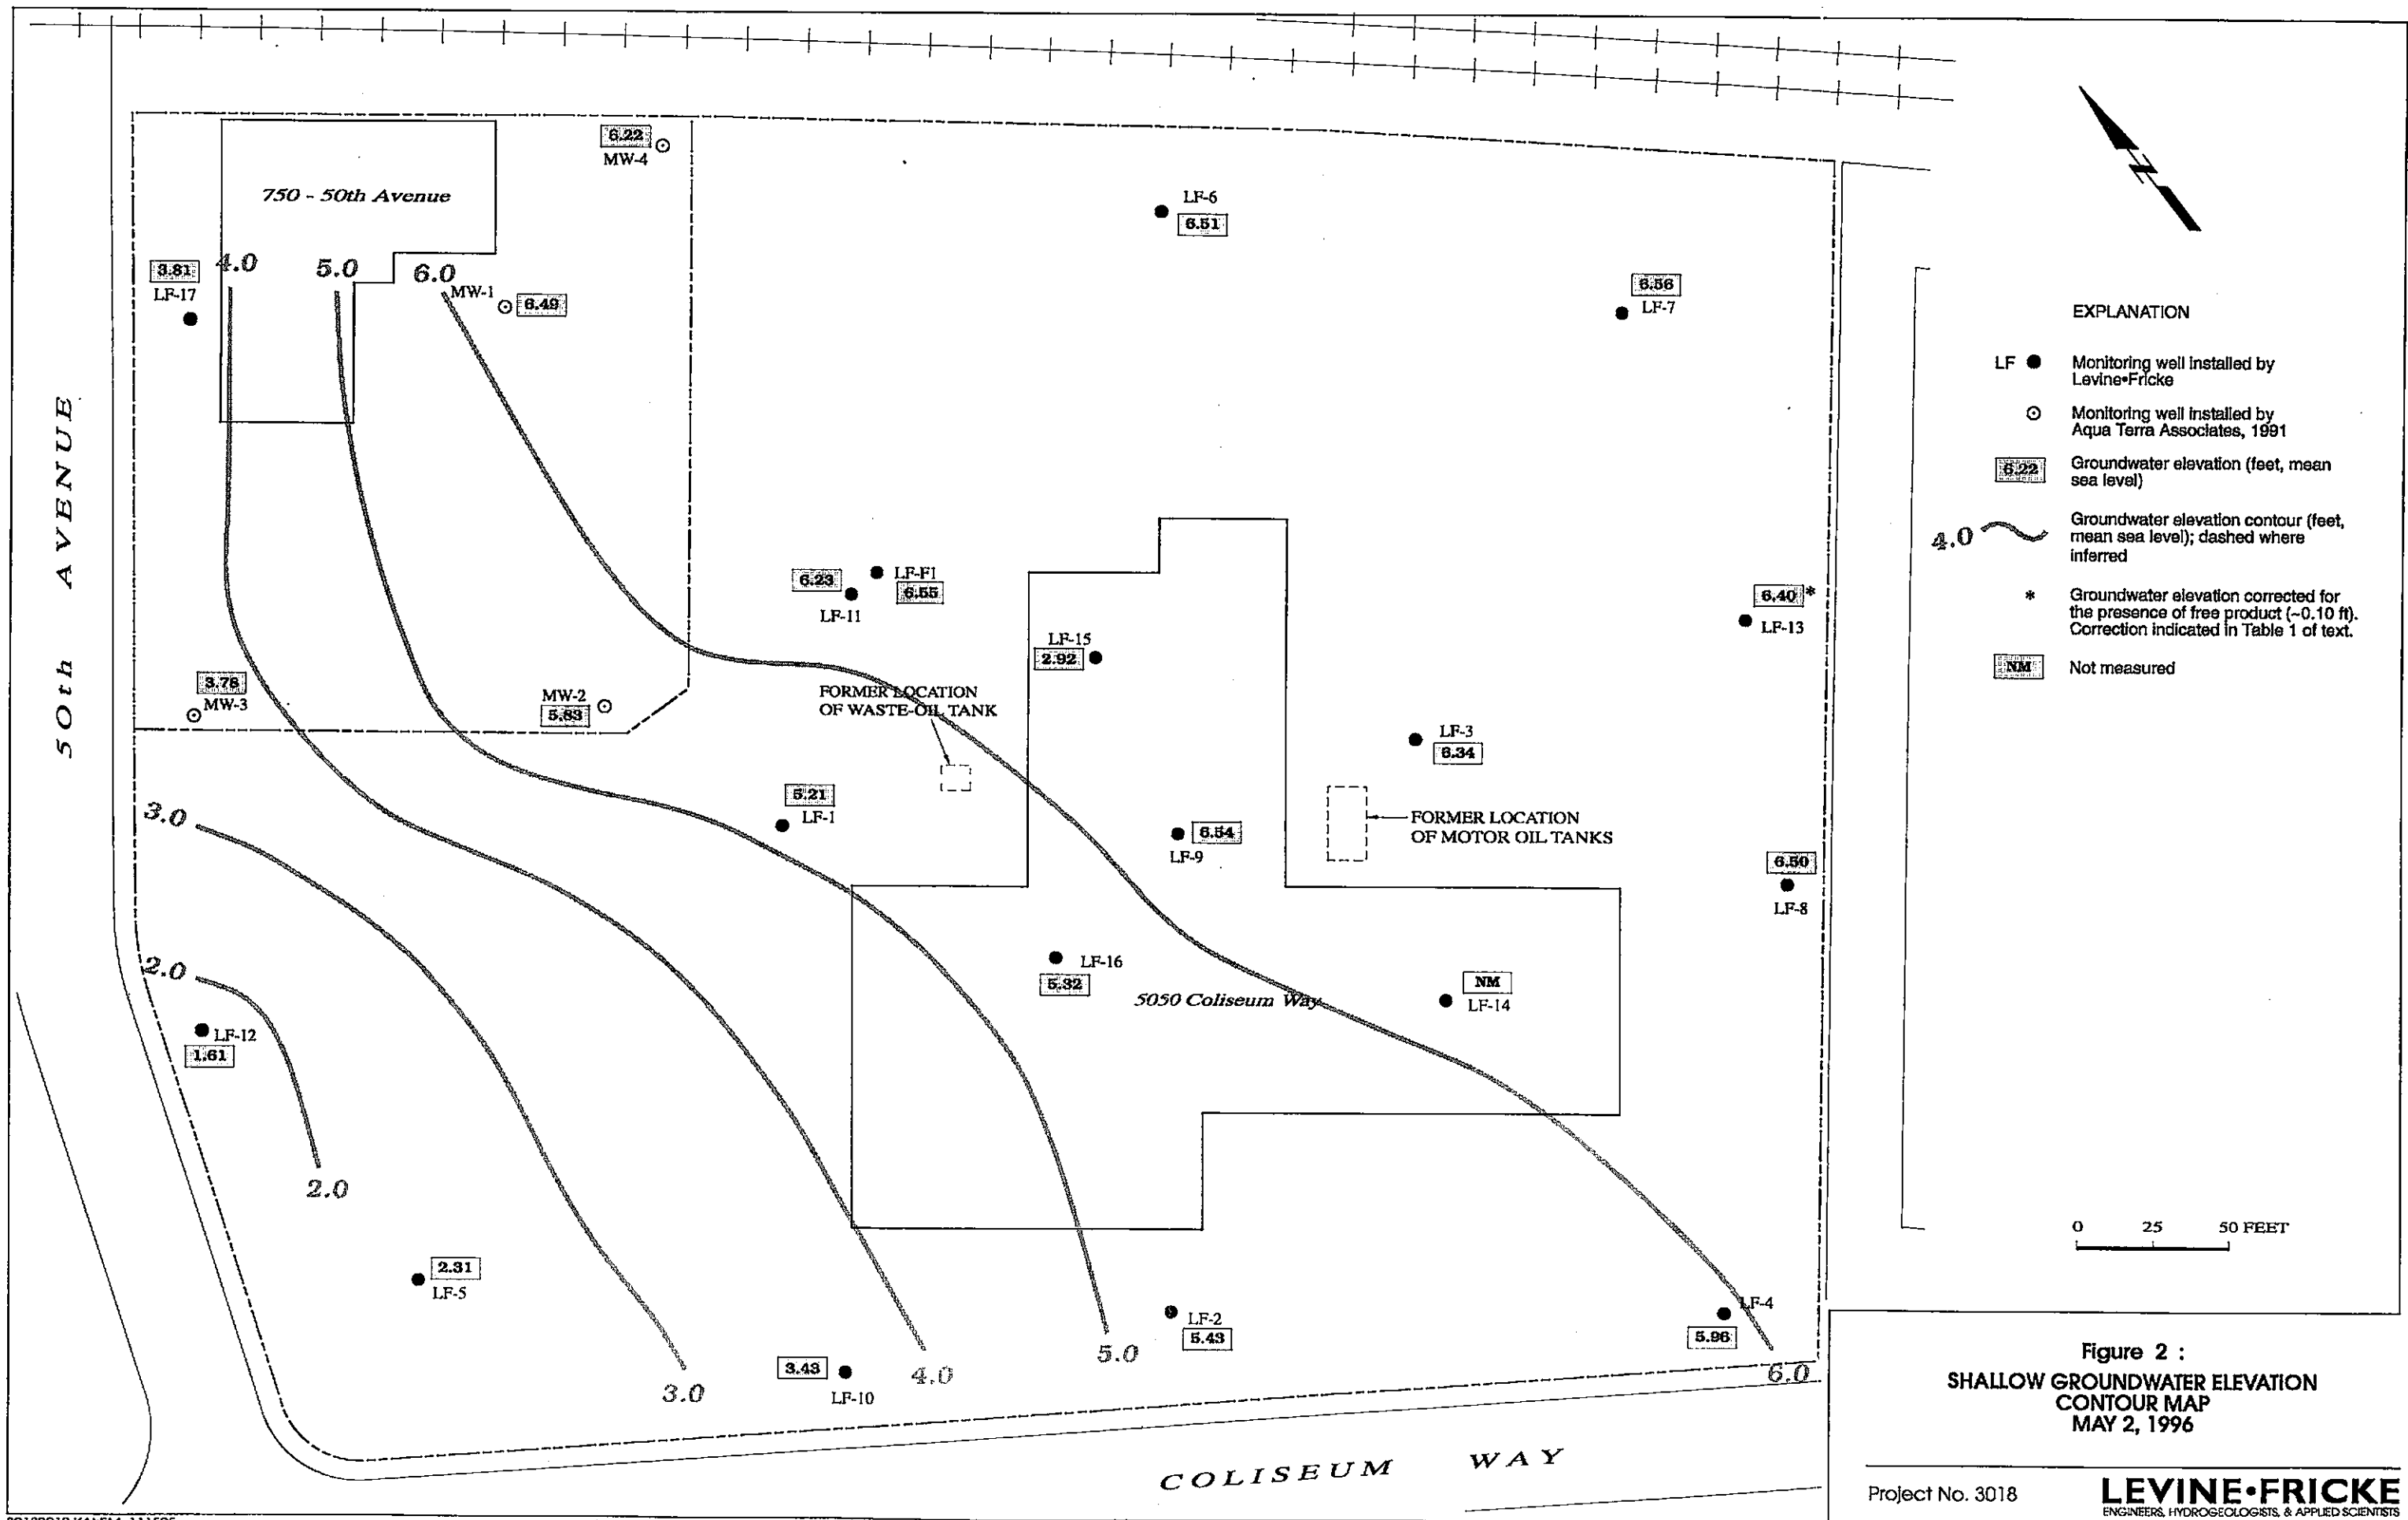 6.22
MW-4
750 - 50th Avenue
LF-6
6.51
3.81
LF-17
4.0
5.0
6.0
MW-1
6.49
6.56
LF-7
EXPLANATION
LF
Monitoring well installed by
Levine•Fricke
Monitoring well installed by
Aqua Terra Associates, 1991
6.22
Groundwater elevation (feet, mean
sea level)
4.0
Groundwater elevation contour (feet,
mean sea level); dashed where
inferred
*
Groundwater elevation corrected for
the presence of free product (~0.10 ft).
Correction indicated in Table 1 of text.
NM
Not measured
50th AVENUE
6.23
LF-11
LF-F1
6.55
LF-15
2.92
6.40 *
LF-13
3.78
MW-3
MW-2
5.83
FORMER LOCATION
OF WASTE-OIL TANK
LF-3
6.34
3.0
5.21
LF-1
6.54
LF-9
FORMER LOCATION
OF MOTOR OIL TANKS
6.50
LF-8
2.0
LF-12
1.61
LF-16
5.32
5050 Coliseum Way
NM
LF-14
2.0
2.31
LF-5
3.0
3.43
LF-10
4.0
5.0
LF-2
5.43
LF-4
5.96
6.0
0 25 50 FEET
COLISEUM WAY
Figure 2 :
SHALLOW GROUNDWATER ELEVATION
CONTOUR MAP
MAY 2, 1996
Project No. 3018
LEVINE•FRICKE
ENGINEERS, HYDROGEOLOGISTS, & APPLIED SCIENTISTS